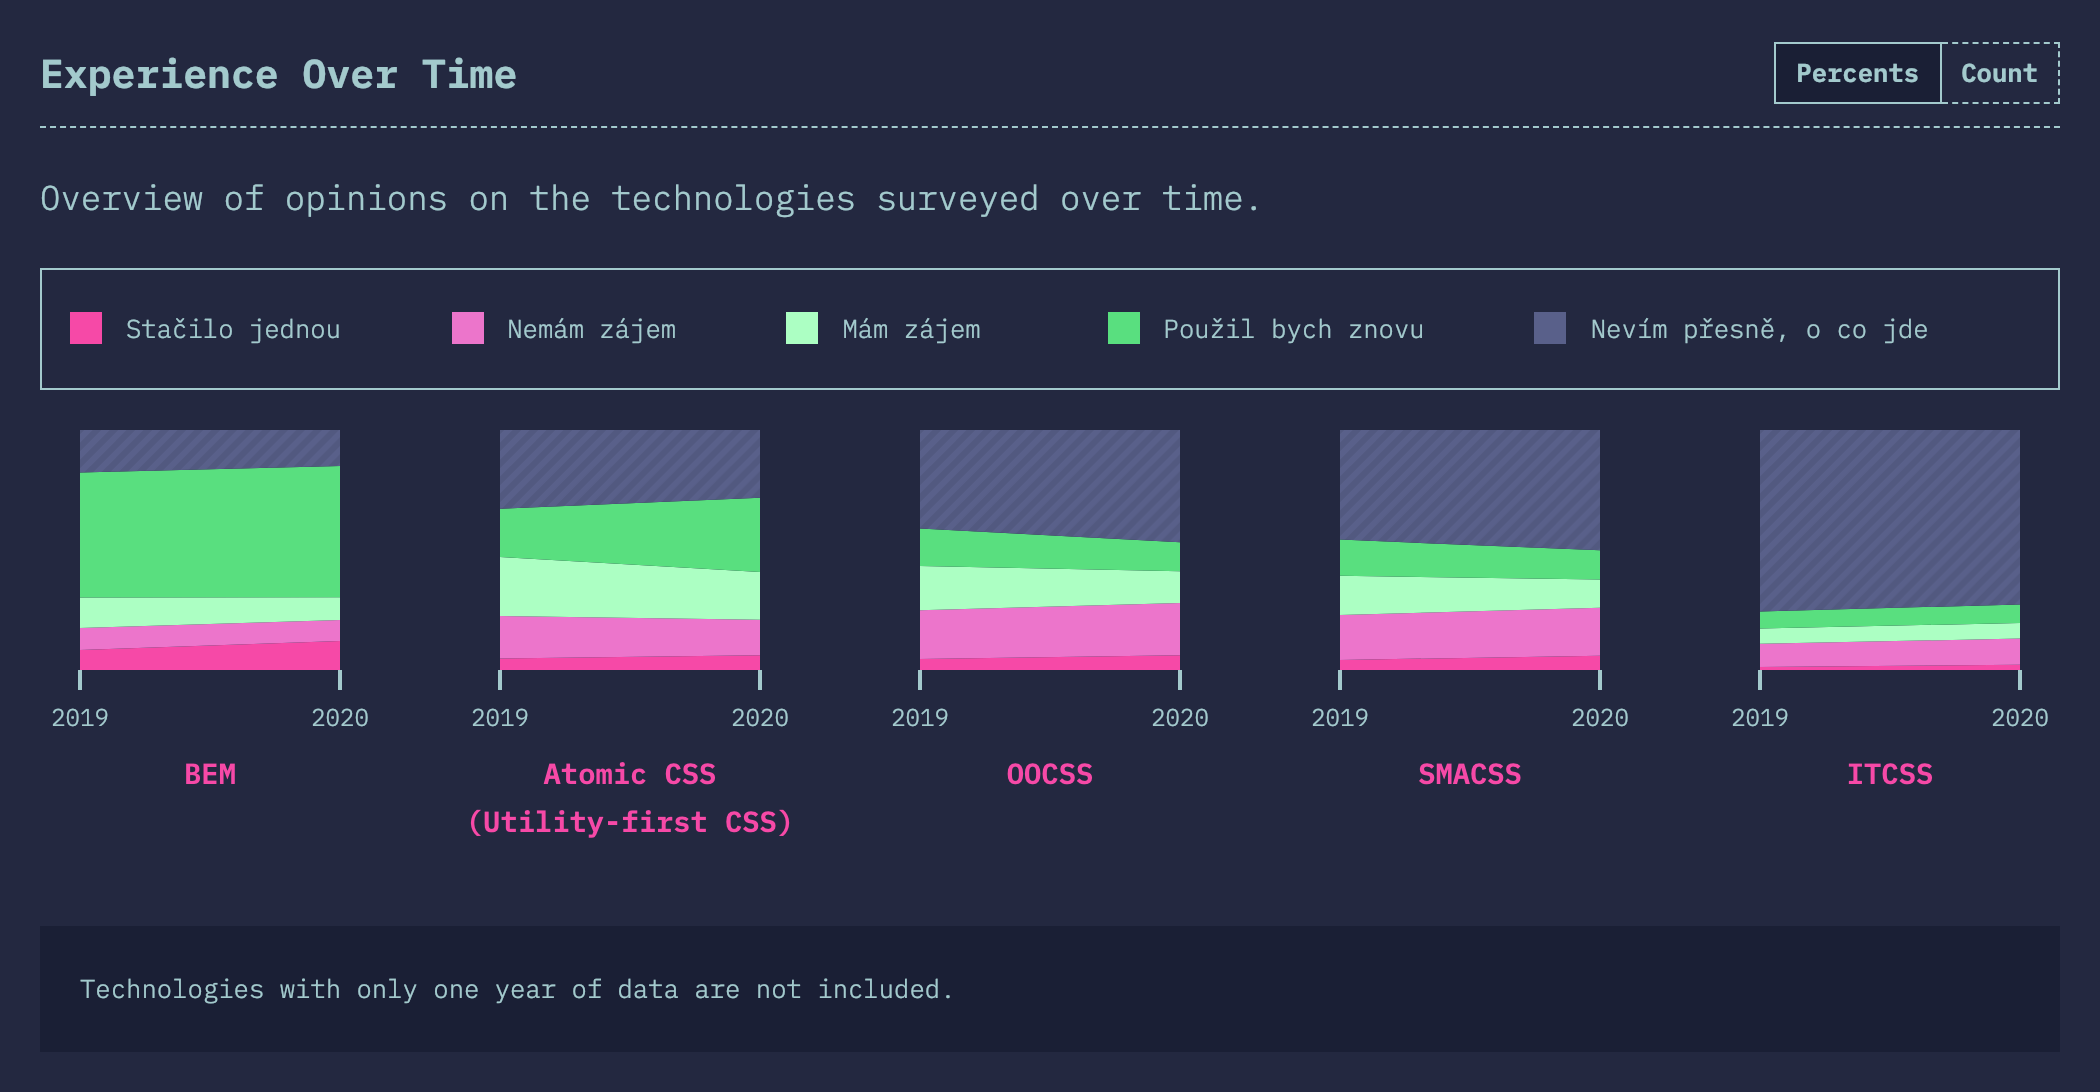 Experience Over Time
Percents
Count
Overview of opinions on the technologies surveyed over time.
Stačilo jednou
Nemám zájem
Mám zájem
Použil bych znovu
Nevím přesně, o co jde
2019
2020
2019
2020
2019
2020
2019
2020
2019
2020
BEM
Atomic CSS
(Utility-first CSS)
OOCSS
SMACSS
ITCSS
Technologies with only one year of data are not included.